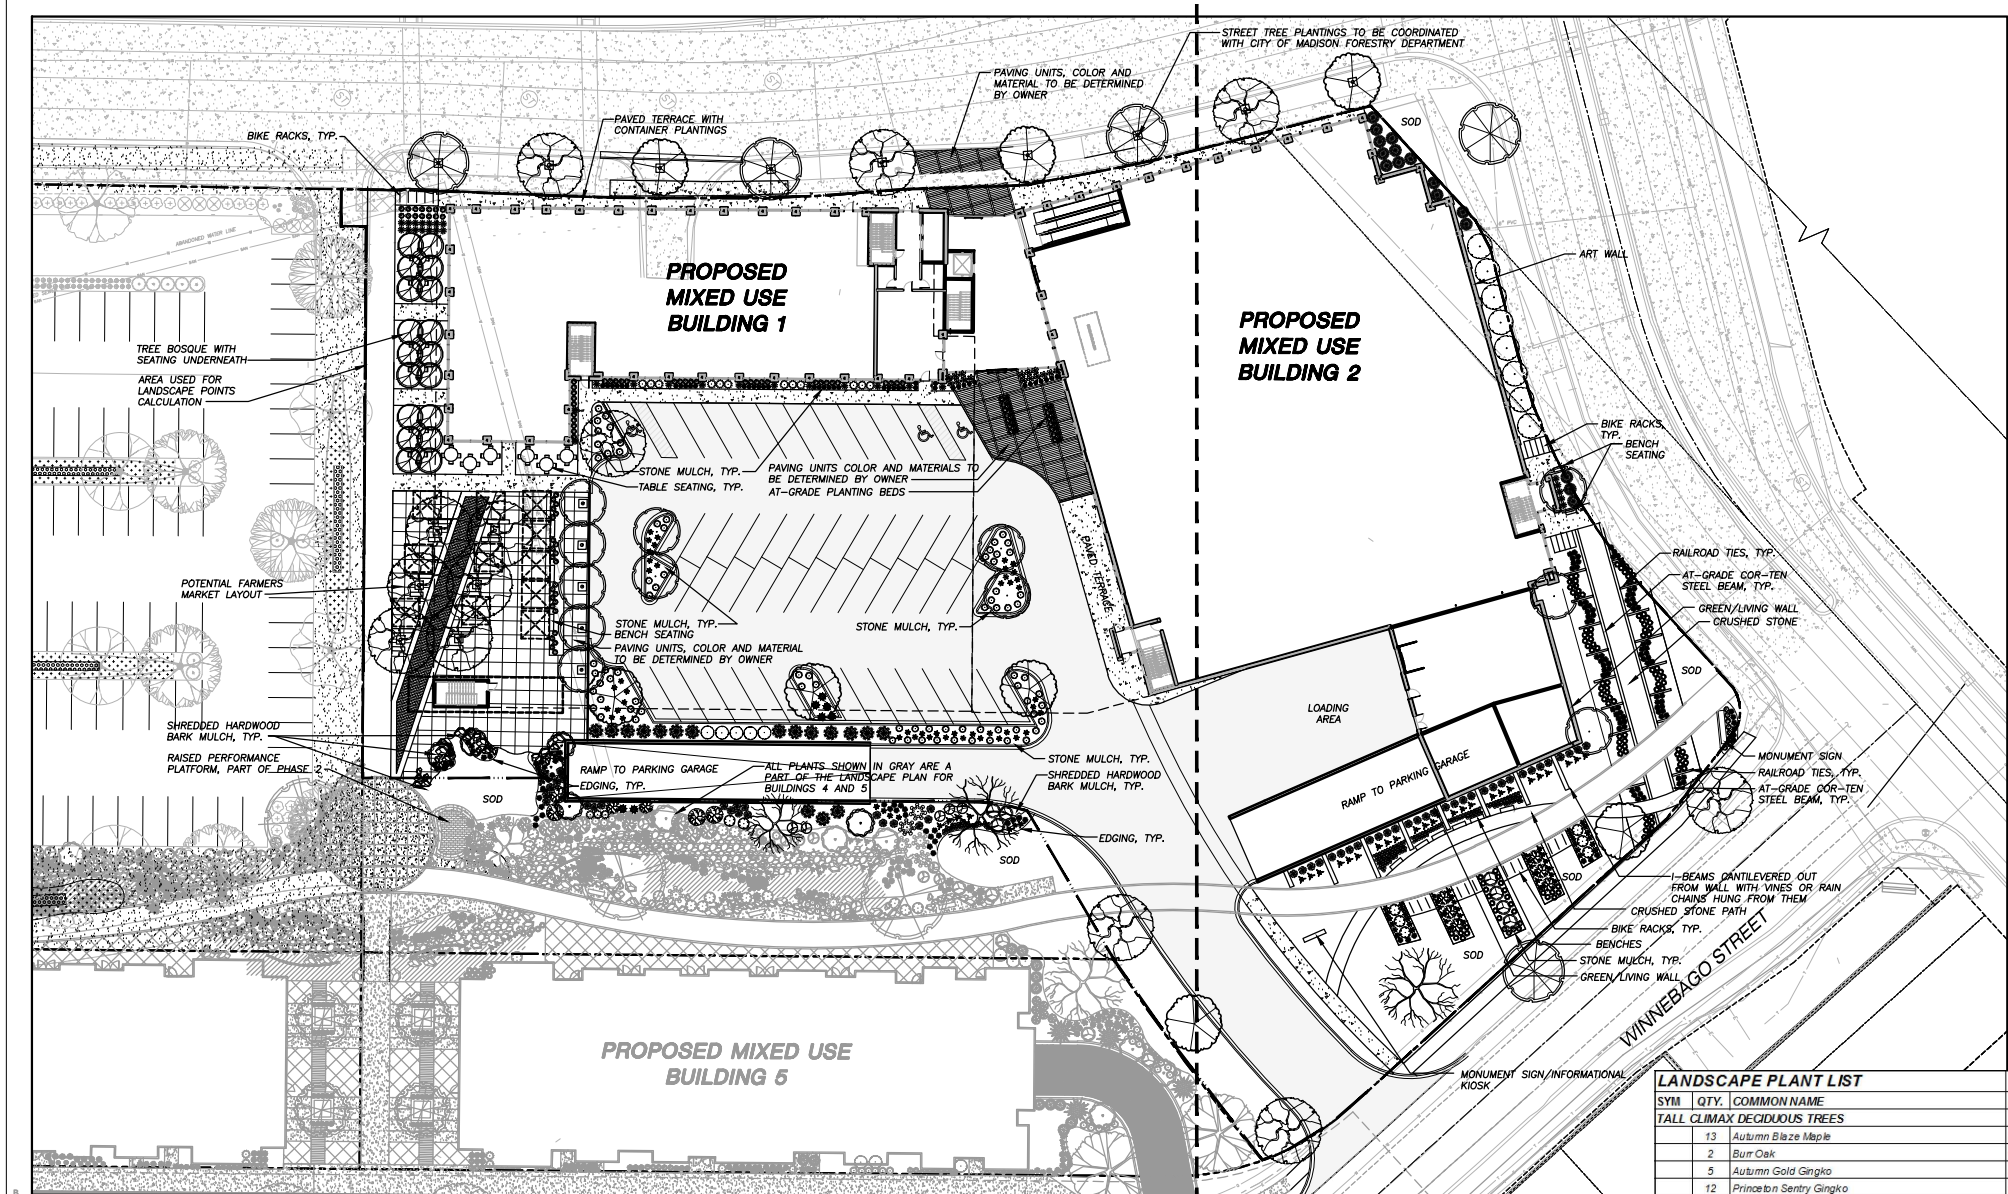 STREET TREE PLANTINGS TO BE COORDINATED
WITH CITY OF MADISON FORESTRY DEPARTMENT
PAVING UNITS, COLOR AND
MATERIAL TO BE DETERMINED
BY OWNER
PAVED TERRACE WITH
CONTAINER PLANTINGS
BIKE RACKS, TYP.
SOD
ABANDONED WATER LINE
ART WALL
PROPOSED
MIXED USE
BUILDING 1
PROPOSED
MIXED USE
BUILDING 2
TREE BOSQUE WITH
SEATING UNDERNEATH
AREA USED FOR
LANDSCAPE POINTS
CALCULATION
BIKE RACKS,
TYP.
BENCH
SEATING
STONE MULCH, TYP.
TABLE SEATING, TYP.
PAVING UNITS COLOR AND MATERIALS TO
BE DETERMINED BY OWNER
AT-GRADE PLANTING BEDS
PAVED TERRACE
RAILROAD TIES, TYP.
AT-GRADE COR-TEN
STEEL BEAM, TYP.
GREEN/LIVING WALL
CRUSHED STONE
POTENTIAL FARMERS
MARKET LAYOUT
STONE MULCH, TYP.
BENCH SEATING
PAVING UNITS, COLOR AND MATERIAL
TO BE DETERMINED BY OWNER
STONE MULCH, TYP.
SOD
LOADING
AREA
SHREDDED HARDWOOD
BARK MULCH, TYP.
RAISED PERFORMANCE
PLATFORM, PART OF PHASE 2
SOD
RAMP TO PARKING GARAGE
EDGING, TYP.
ALL PLANTS SHOWN IN GRAY ARE A
PART OF THE LANDSCAPE PLAN FOR
BUILDINGS 4 AND 5
STONE MULCH, TYP.
SHREDDED HARDWOOD
BARK MULCH, TYP.
EDGING, TYP.
SOD
RAMP TO PARKING GARAGE
MONUMENT SIGN
RAILROAD TIES, TYP.
AT-GRADE COR-TEN
STEEL BEAM, TYP.
SOD
I-BEAMS CANTILEVERED OUT
FROM WALL WITH VINES OR RAIN
CHAINS HUNG FROM THEM
CRUSHED STONE PATH
BIKE RACKS, TYP.
BENCHES
STONE MULCH, TYP.
GREEN/LIVING WALL
SOD
WINNEBAGO STREET
PROPOSED MIXED USE
BUILDING 5
MONUMENT SIGN/INFORMATIONAL
KIOSK
LANDSCAPE PLANT LIST
SYM QTY. COMMON NAME
TALL CLIMAX DECIDUOUS TREES
13 Autumn Blaze Maple
2 Burr Oak
5 Autumn Gold Gingko
12 Princeton Sentry Gingko